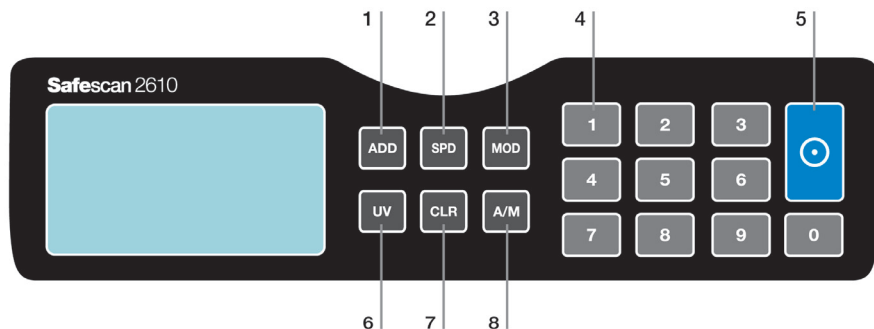 1 2 3 4 5
Safescan 2610
ADD SPD MOD 1 2 3
4 5 6
UV CLR A/M
7 8 9 0
6 7 8